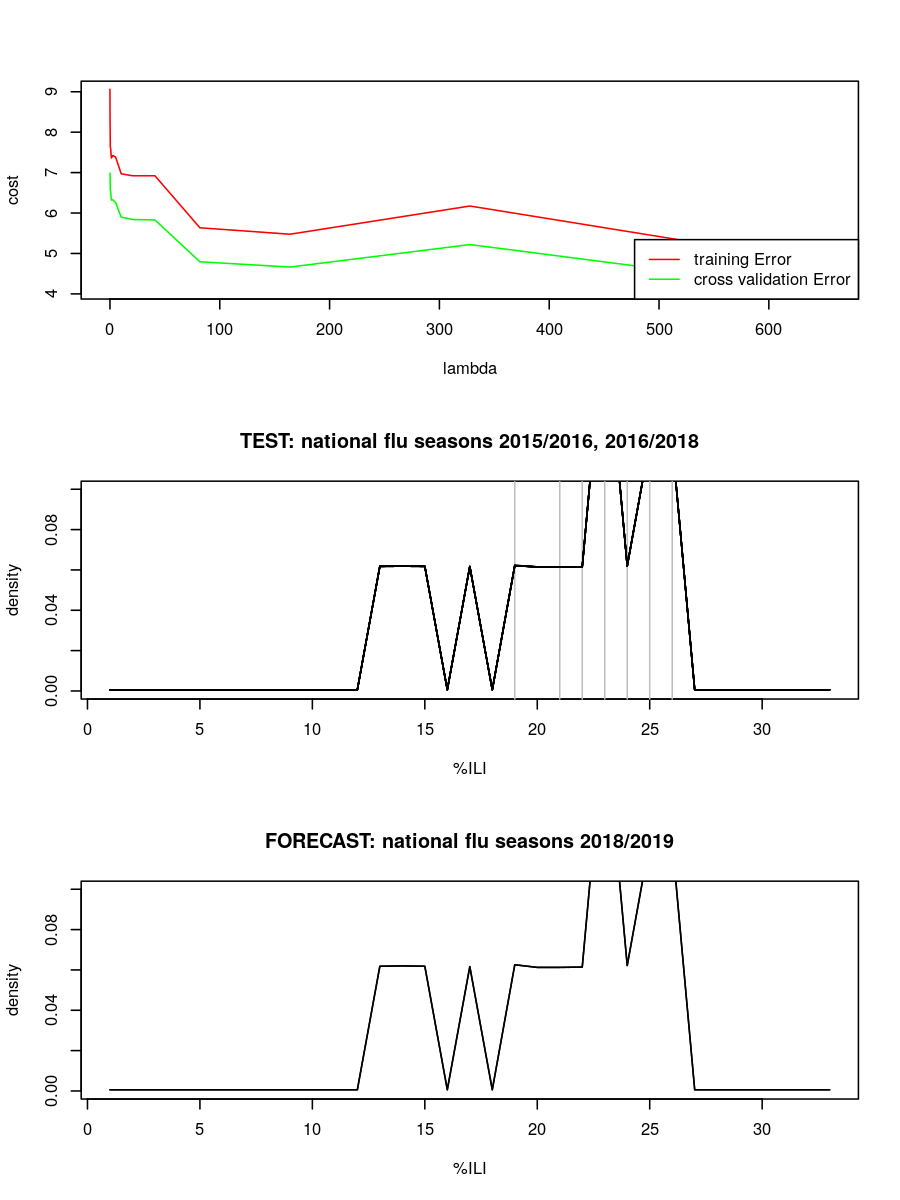 9
8
7
6
5
4
cost
training Error
cross validation Error
0 100 200 300 400 500 600
lambda
TEST: national flu seasons 2015/2016, 2016/2018
0.08
0.04
0.00
density
0 5 10 15 20 25 30
%ILI
FORECAST: national flu seasons 2018/2019
0.08
0.04
0.00
density
0 5 10 15 20 25 30
%ILI